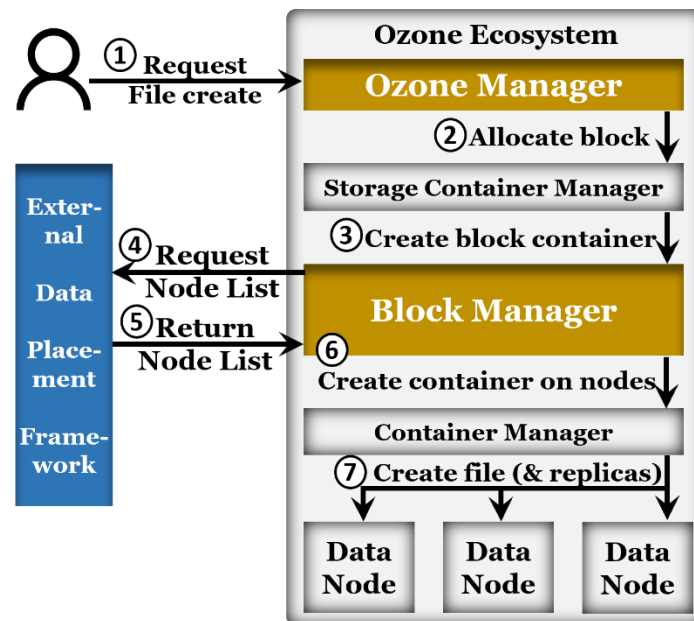 Ozone Ecosystem
① Request
File create
Ozone Manager
② Allocate block
Storage Container Manager
③ Create block container
Exter-
nal
Data
Place-
ment
Frame-
work
④ Request
Node List
⑤ Return
Node List
Block Manager
⑥
Create container on nodes
Container Manager
⑦ Create file (& replicas)
Data
Node
Data
Node
Data
Node